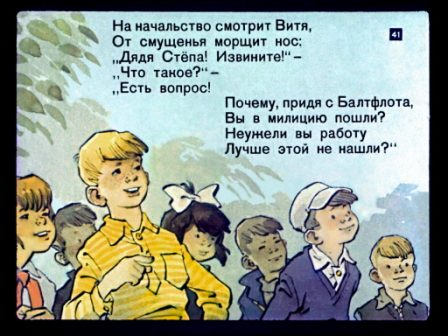 На начальство смотрит Витя,
От смущенья морщит нос:
„Дядя Стёпа! Извините!“ –
„Что такое?“ –
„Есть вопрос!
41
Почему, придя с Балтфлота,
Вы в милицию пошли?
Неужели вы работу
Лучше этой не нашли?“